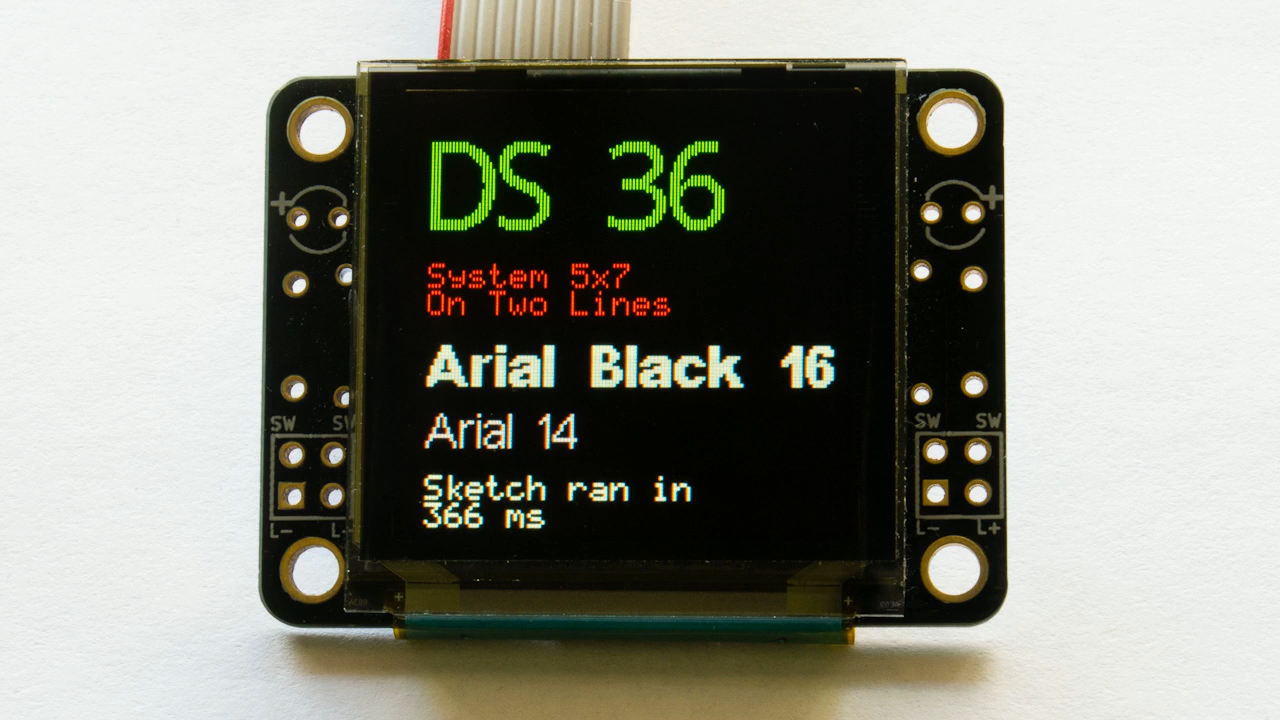 DS 36
System 5x7
On Two Lines
Arial Black 16
Arial 14
Sketch ran in
366 ms
+
+
SW
SW
SW
SW
L-
L-
L+